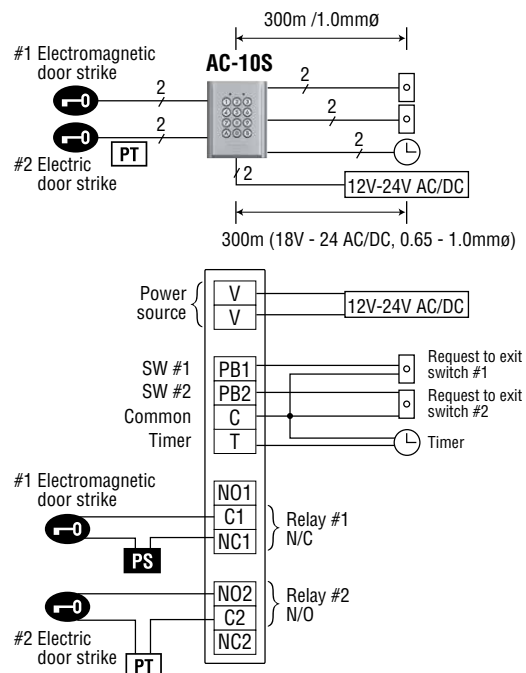 300m /1.0mmø
#1 Electromagnetic
door strike
AC-10S
2
2
2
2
2
2
PT
#2 Electric
door strike
12V-24V AC/DC
300m (18V - 24 AC/DC, 0.65 - 1.0mmø)
Power
source
V
V
12V-24V AC/DC
SW #1
PB1
Request to exit
switch #1
SW #2
PB2
Request to exit
switch #2
Common
C
Timer
T
Timer
#1 Electromagnetic
door strike
NO1
C1
NC1
Relay #1
N/C
PS
NO2
C2
NC2
Relay #2
N/O
#2 Electric
door strike
PT